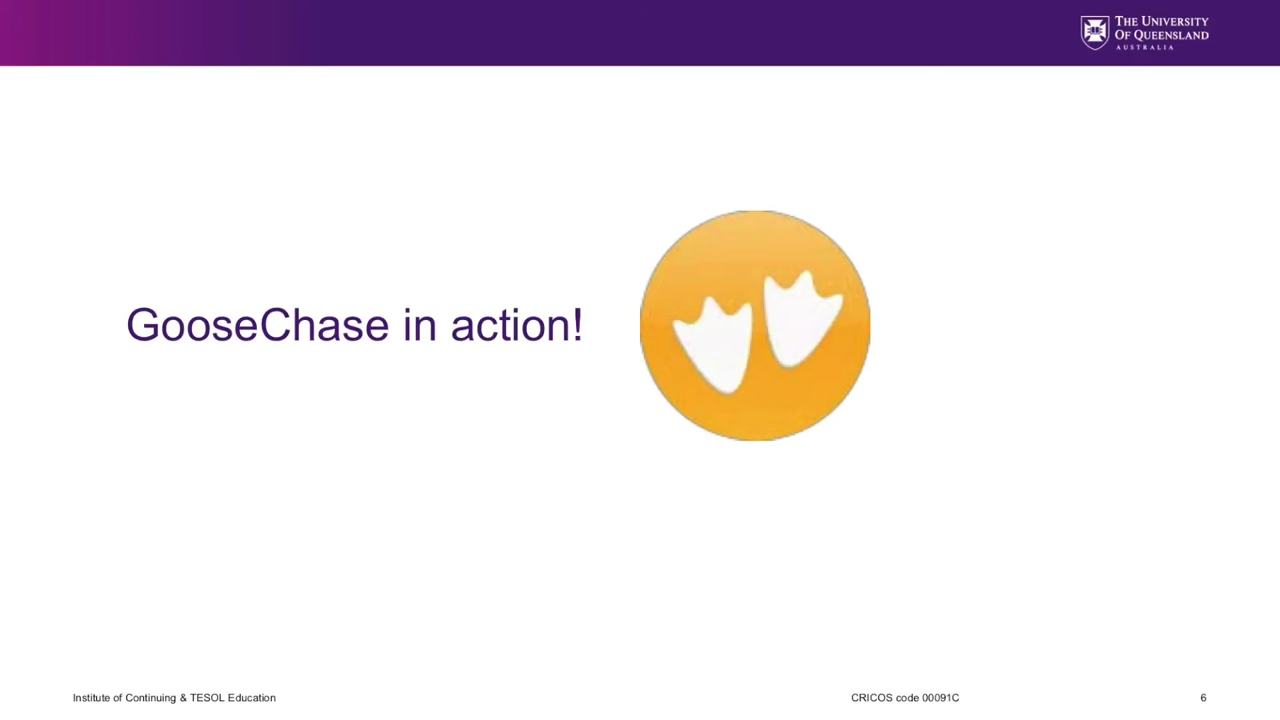 THE UNIVERSITY
OF QUEENSLAND
AUSTRALIA
GooseChase in action!
Institute of Continuing & TESOL Education
CRICOS code 00091C
6